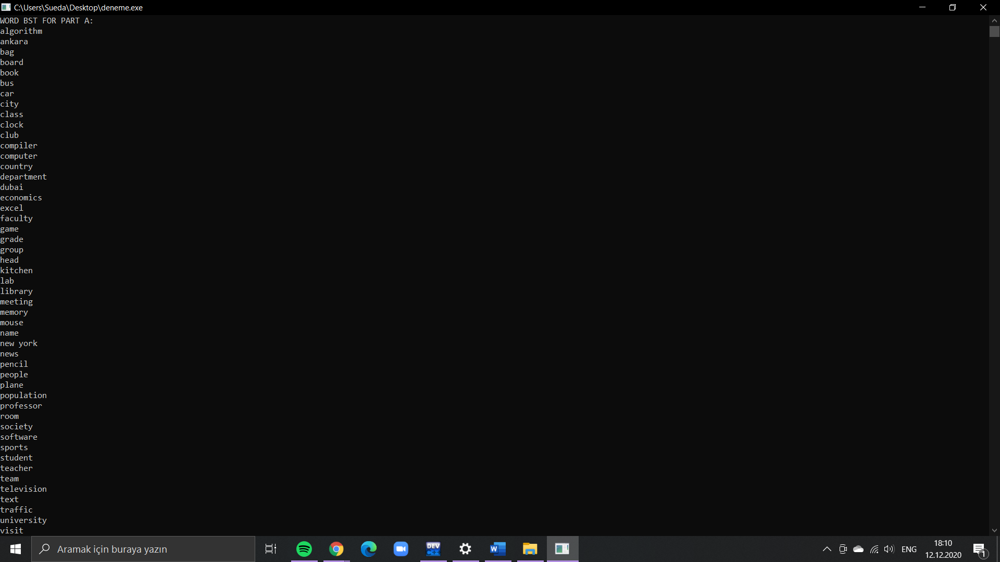 C:\Users\Sueda\Desktop\deneme.exe
WORD BST FOR PART A:
algorithm
ankara
bag
board
book
bus
car
city
class
clock
club
compiler
computer
country
department
dubai
economics
excel
faculty
game
grade
group
head
kitchen
lab
library
meeting
memory
mouse
name
new york
news
pencil
people
plane
population
professor
room
society
software
sports
student
teacher
team
television
text
traffic
university
visit
Aramak için buraya yazın
DEV
C++
W
ENG
18:10
12.12.2020
1